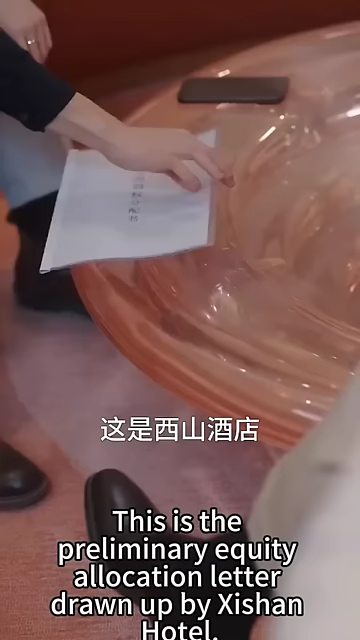 这是西山酒店
This is the
preliminary equity
allocation letter
drawn up by Xishan
Hotel.